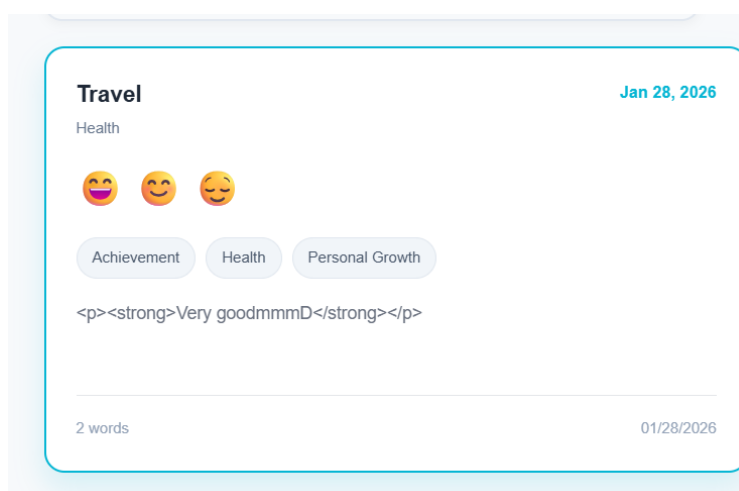 Travel
Jan 28, 2026
Health
Achievement
Health
Personal Growth
<p><strong>Very goodmmmD</strong></p>
2 words
01/28/2026